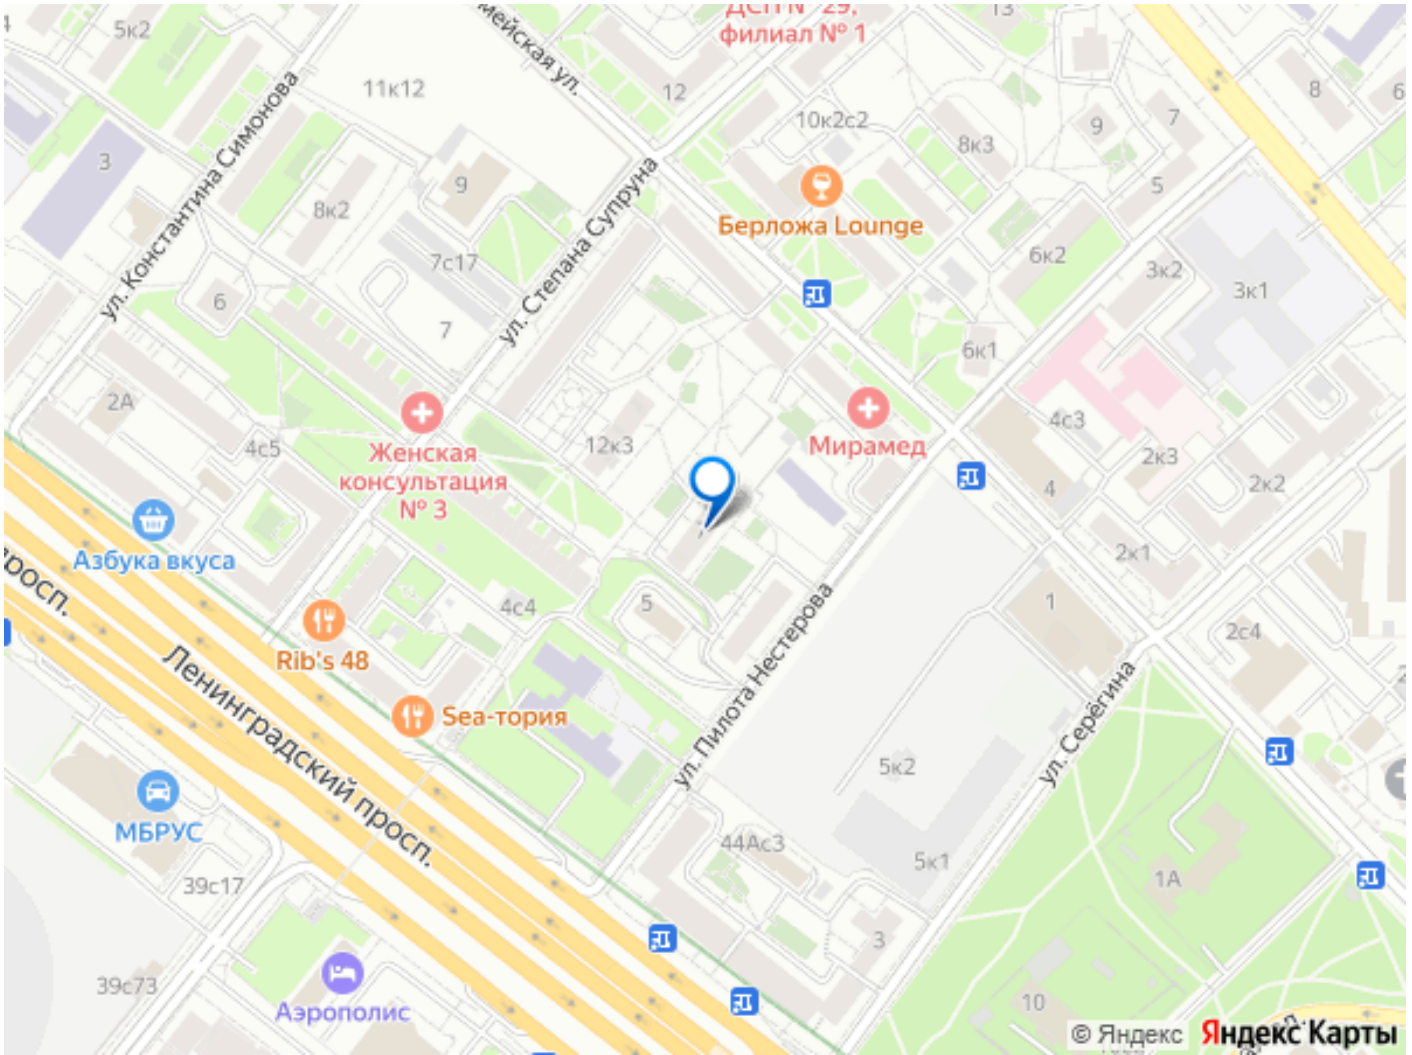 5к2
мейская ул.
ДСП № 29,
филиал № 1
13
11к12
12
10к2с2
8
6
7
9
8к3
ул. Константина Симонова
3
9
8к2
ул. Степана Супруна
5
Берложа Lounge
6к2
3к2
3к1
7с17
6
7
6к1
2А
4с5
Женская
консультация
№ 3
12к3
Мирамед
4с3
2к3
4
2к2
Азбука вкуса
2к1
просп.
4с4
5
1
2с4
Rib's 48
ул. Пилота Нестерова
Ленинградский просп.
Sea-тория
ул. Серёгина
5к2
МБРУС
44Ас3
5к1
39с17
1А
3
39с73
Аэрополис
10
© Яндекс
Яндекс Карты